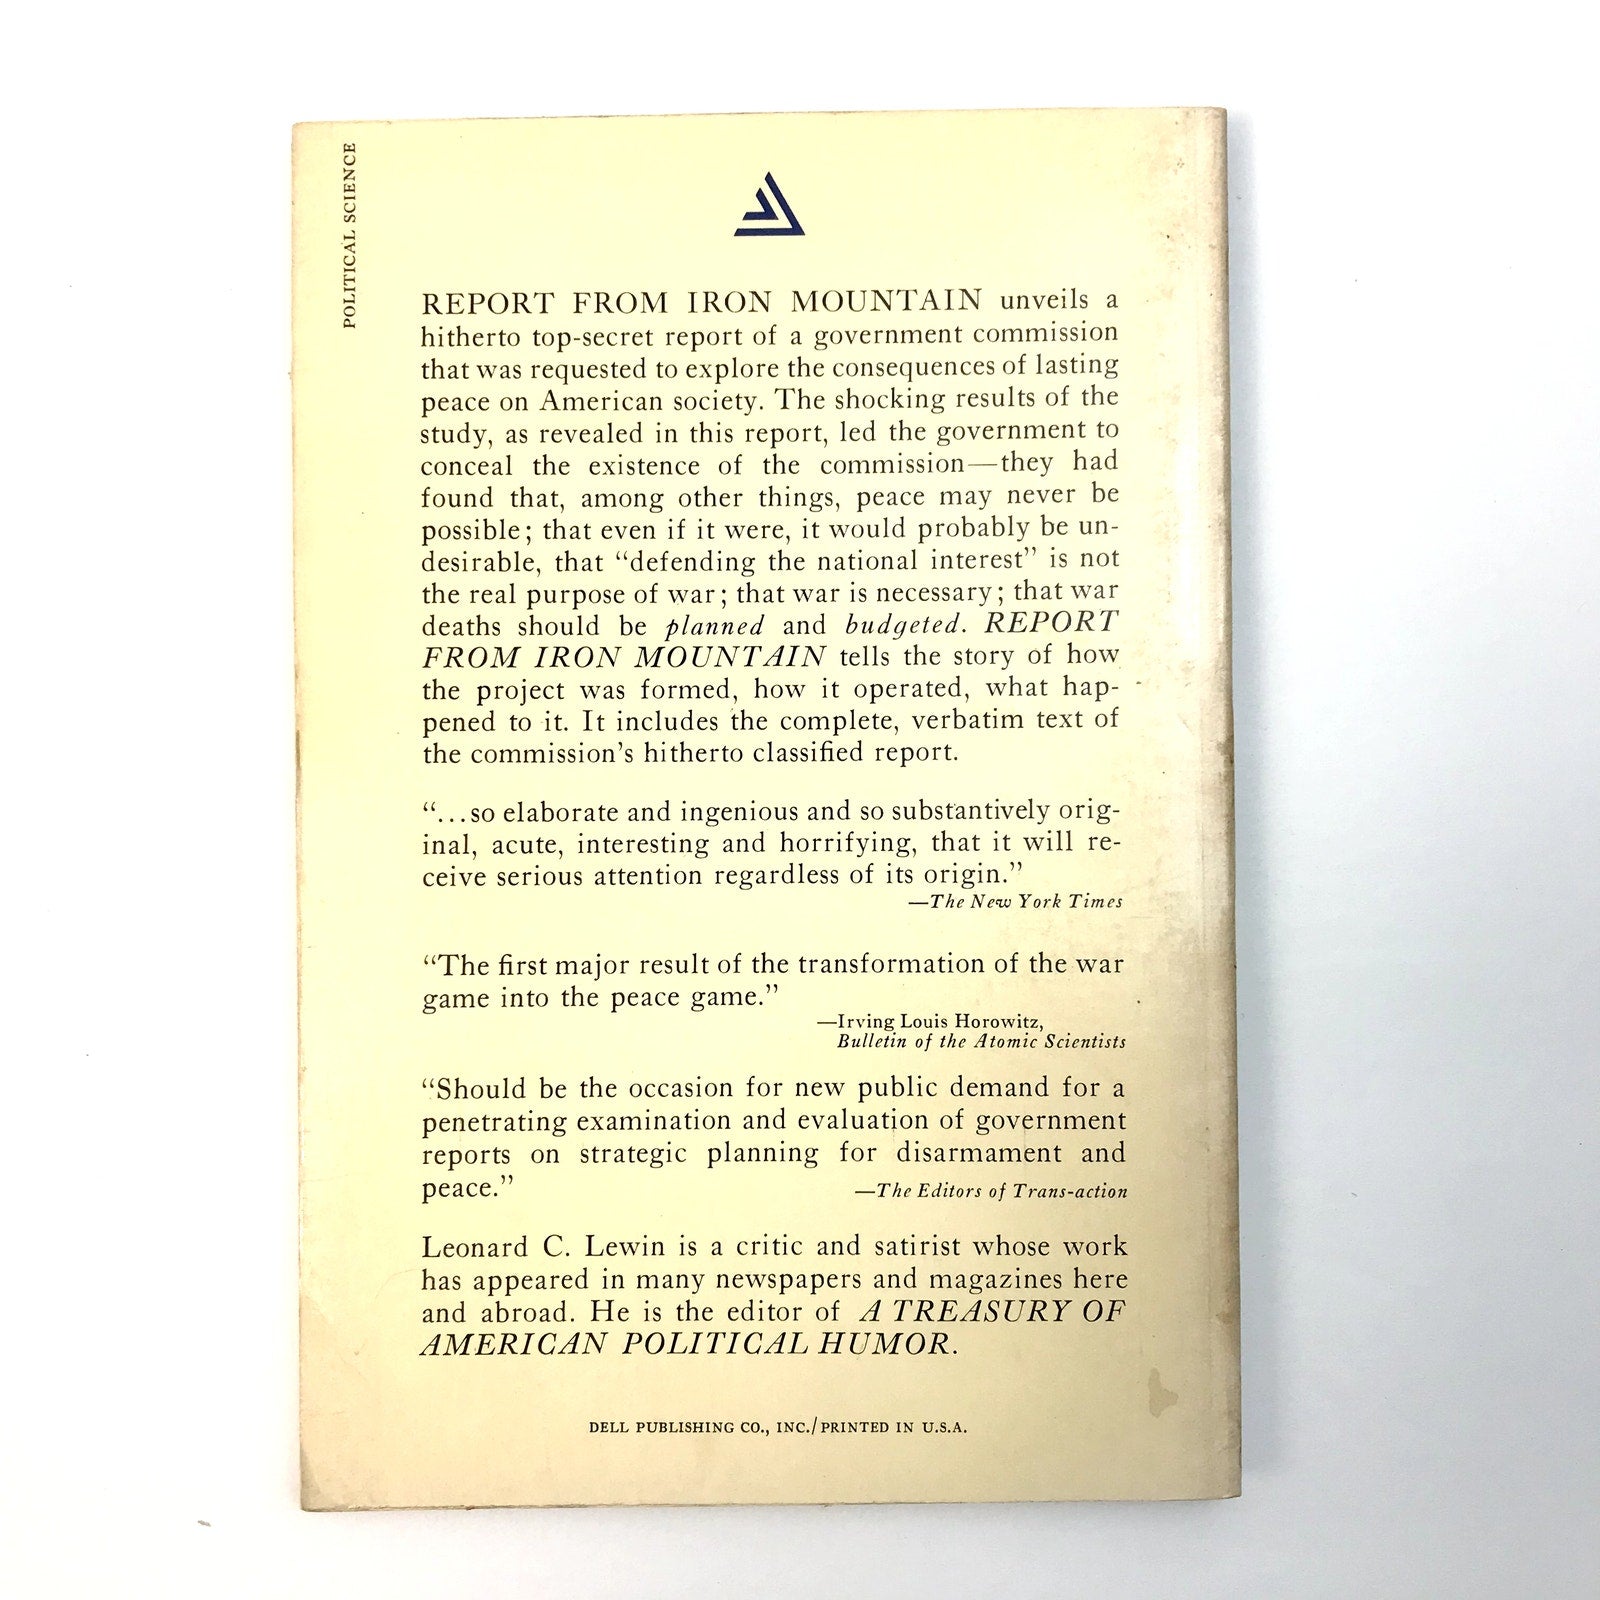 POLITICAL SCIENCE
REPORT FROM IRON MOUNTAIN unveils a
hitherto top-secret report of a government commission
that was requested to explore the consequences of lasting
peace on American society. The shocking results of the
study, as revealed in this report, led the government to
conceal the existence of the commission—they had
found that, among other things, peace may never be
possible; that even if it were, it would probably be un-
desirable, that “defending the national interest” is not
the real purpose of war; that war is necessary; that war
deaths should be planned and budgeted. REPORT
FROM IRON MOUNTAIN tells the story of how
the project was formed, how it operated, what hap-
pened to it. It includes the complete, verbatim text of
the commission’s hitherto classified report.
“...so elaborate and ingenious and so substantively orig-
inal, acute, interesting and horrifying, that it will re-
ceive serious attention regardless of its origin.”
—The New York Times
“The first major result of the transformation of the war
game into the peace game.”
—Irving Louis Horowitz,
Bulletin of the Atomic Scientists
“Should be the occasion for new public demand for a
penetrating examination and evaluation of government
reports on strategic planning for disarmament and
peace.” —The Editors of Trans-action
Leonard C. Lewin is a critic and satirist whose work
has appeared in many newspapers and magazines here
and abroad. He is the editor of A TREASURY OF
AMERICAN POLITICAL HUMOR.
DELL PUBLISHING CO., INC./PRINTED IN U.S.A.